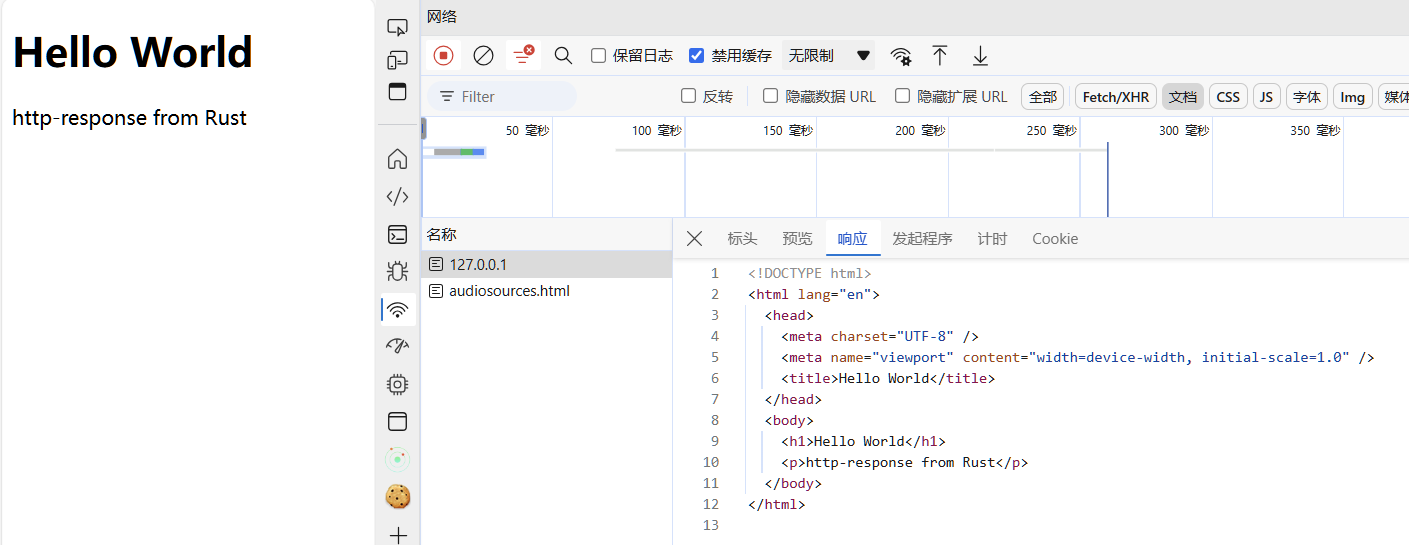 Hello World
http-response from Rust
网络
保留日志
禁用缓存
无限制
Filter
反转
隐藏数据 URL
隐藏扩展 URL
全部
Fetch/XHR
文档
CSS
JS
字体
Img
媒体
50 毫秒
100 毫秒
150 毫秒
200 毫秒
250 毫秒
300 毫秒
350 毫秒
名称
127.0.0.1
audiosources.html
标头
预览
响应
发起程序
计时
Cookie
1 <!DOCTYPE html>
2 <html lang="en">
3 <head>
4 <meta charset="UTF-8" />
5 <meta name="viewport" content="width=device-width, initial-scale=1.0" />
6 <title>Hello World</title>
7 </head>
8 <body>
9 <h1>Hello World</h1>
10 <p>http-response from Rust</p>
11 </body>
12 </html>
13